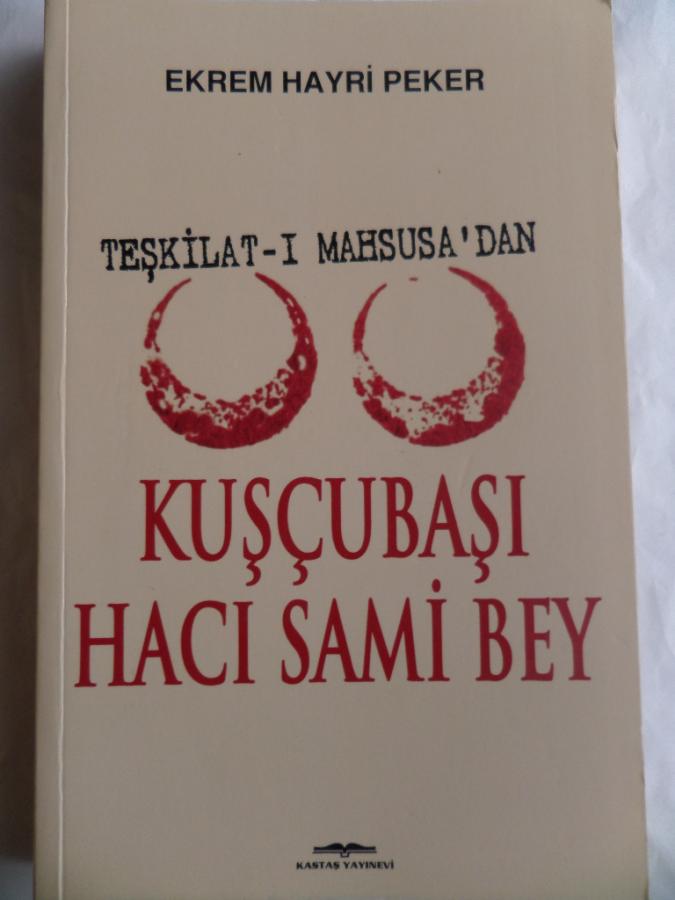 EKREM HAYRİ PEKER
TEŞKİLAT-I MAHSUSA'DAN
KUŞÇUBAŞI
HACI SAMİ BEY
KASTAŞ YAYINEVİ